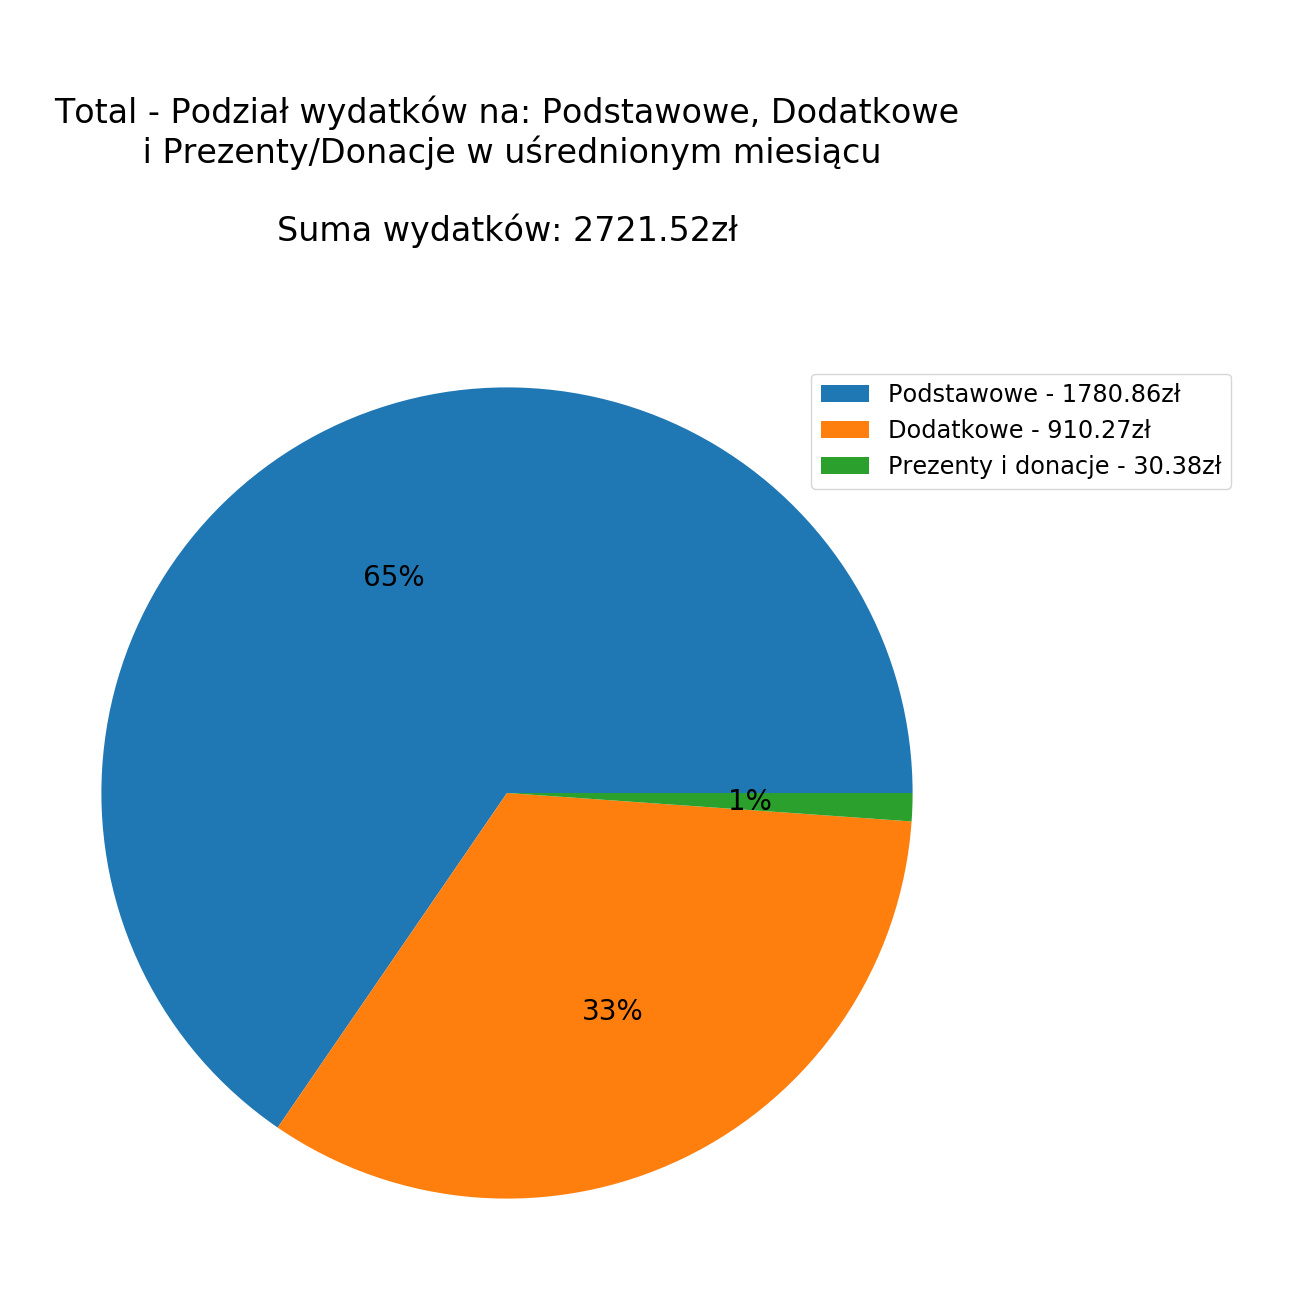 Total - Podział wydatków na: Podstawowe, Dodatkowe
i Prezenty/Donacje w uśrednionym miesiącu
Suma wydatków: 2721.52zł
Podstawowe - 1780.86zł
Dodatkowe - 910.27zł
Prezenty i donacje - 30.38zł
65%
1%
33%